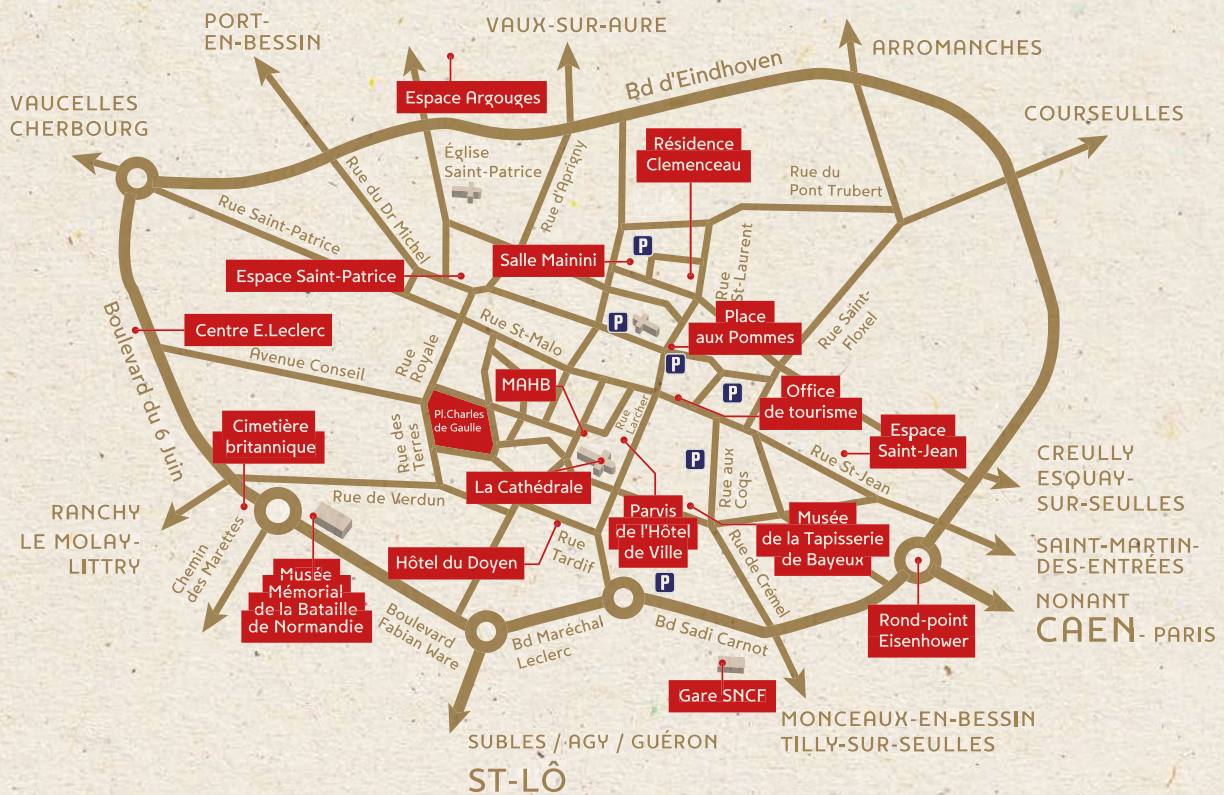 PORT-
EN-BESSIN
VAUX-SUR-AURE
ARROMANCHES
VAUCELLES
CHERBOURG
COURSEULLES
Bd d'Eindhoven
Espace Argouges
Église
Saint-Patrice
Rue d'Aprigny
Résidence
Clemenceau
Rue du
Pont Trubert
Rue Saint-Patrice
Rue du Dr Michel
Salle Mainini
Rue
St-Laurent
Espace Saint-Patrice
P
P
P
P
P
P
Place
aux Pommes
Rue Saint-
Floxel
Centre E.Leclerc
Boulevard du 6 Juin
Avenue Conseil
Rue
Royale
Rue St-Malo
MAHB
Office
de tourisme
Pl.Charles
de Gaulle
Rue
Larcher
Cimetière
britannique
Rue des
Terres
Espace
Saint-Jean
Rue St-Jean
La Cathédrale
Rue aux
Coqs
CREULLY
ESQUAY-
SUR-SEULLES
Rue de Verdun
RANCHY
LE MOLAY-
LITTRY
Chemin
des Marettes
Parvis
de l'Hôtel
de Ville
Musée
de la Tapisserie
de Bayeux
Rue
Tardif
Hôtel du Doyen
SAINT-MARTIN-
DES-ENTRÉES
Musée
Mémorial
de la Bataille
de Normandie
Rue de Crémel
NONANT
CAEN - PARIS
Rond-point
Eisenhower
Boulevard
Fabian Ware
Bd Maréchal
Leclerc
Bd Sadi Carnot
Gare SNCF
MONCEAUX-EN-BESSIN
TILLY-SUR-SEULLES
SUBLES / AGY / GUÉRON
ST-LÔ